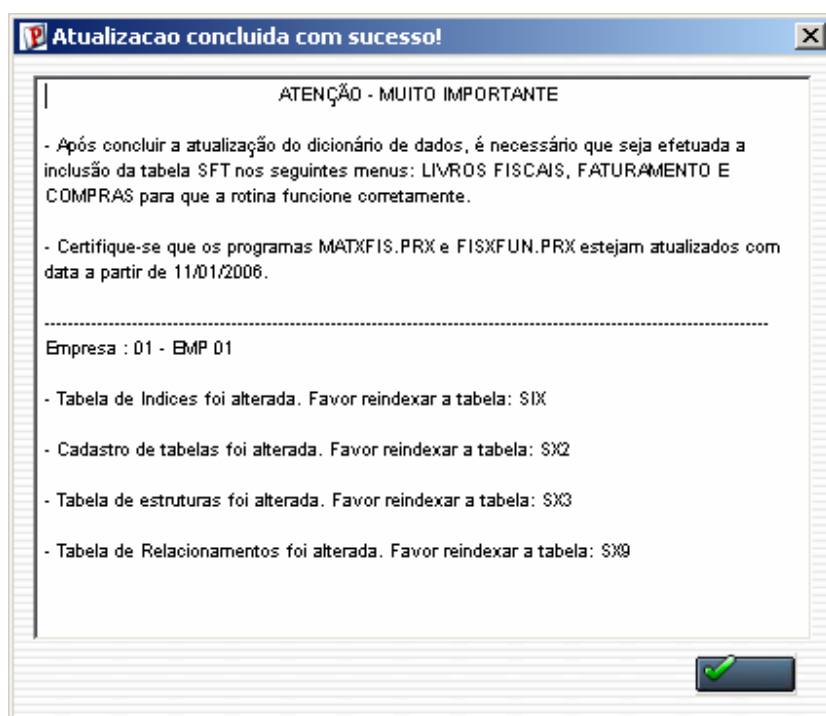 Atualizacao concluida com sucesso!
ATENÇÃO - MUITO IMPORTANTE
- Após concluir a atualização do dicionário de dados, é necessário que seja efetuada a
inclusão da tabela SFT nos seguintes menus: LIVROS FISCAIS, FATURAMENTO E
COMPRAS para que a rotina funcione corretamente.
- Certifique-se que os programas MATXFIS.PRX e FISXFUN.PRX estejam atualizados com
data a partir de 11/01/2006.
--------------------------------------------------------------------------------
Empresa : 01 - EMP 01
- Tabela de Indices foi alterada. Favor reindexar a tabela: SIX
- Cadastro de tabelas foi alterada. Favor reindexar a tabela: SX2
- Tabela de estruturas foi alterada. Favor reindexar a tabela: SX3
- Tabela de Relacionamentos foi alterada. Favor reindexar a tabela: SX9